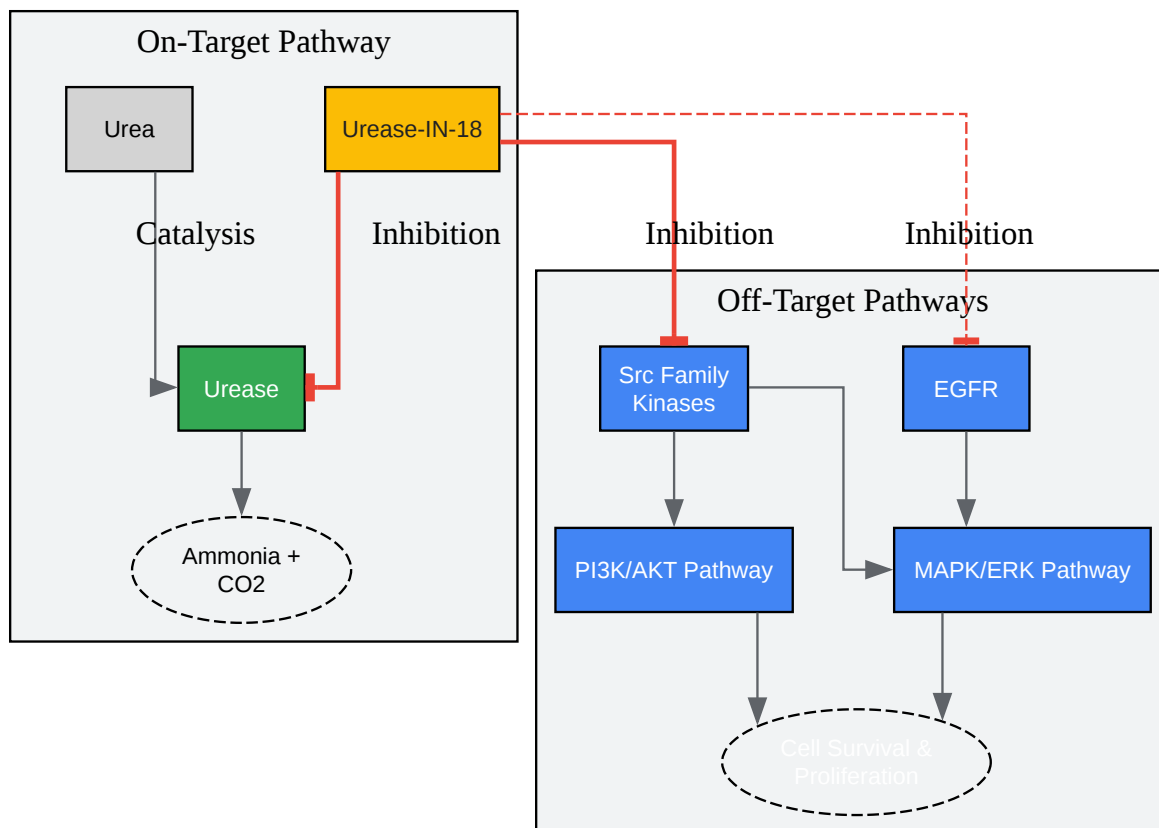 On-Target Pathway
Urea
Urease-IN-18
Catalysis
Inhibition
Inhibition
Inhibition
Off-Target Pathways
Urease
Src Family
Kinases
EGFR
Ammonia +
CO2
PI3K/AKT Pathway
MAPK/ERK Pathway
Cell Survival &
Proliferation